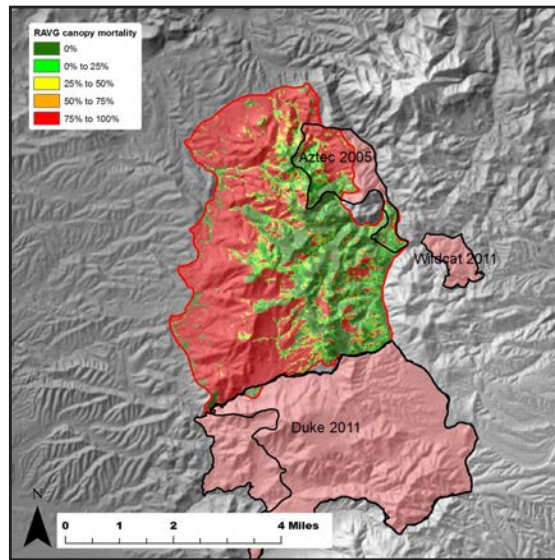 RAVG canopy mortality
0%
0% to 25%
25% to 50%
50% to 75%
75% to 100%
Aztec 2005
Wildcat 2011
Duke 2011
N
0 1 2 4 Miles